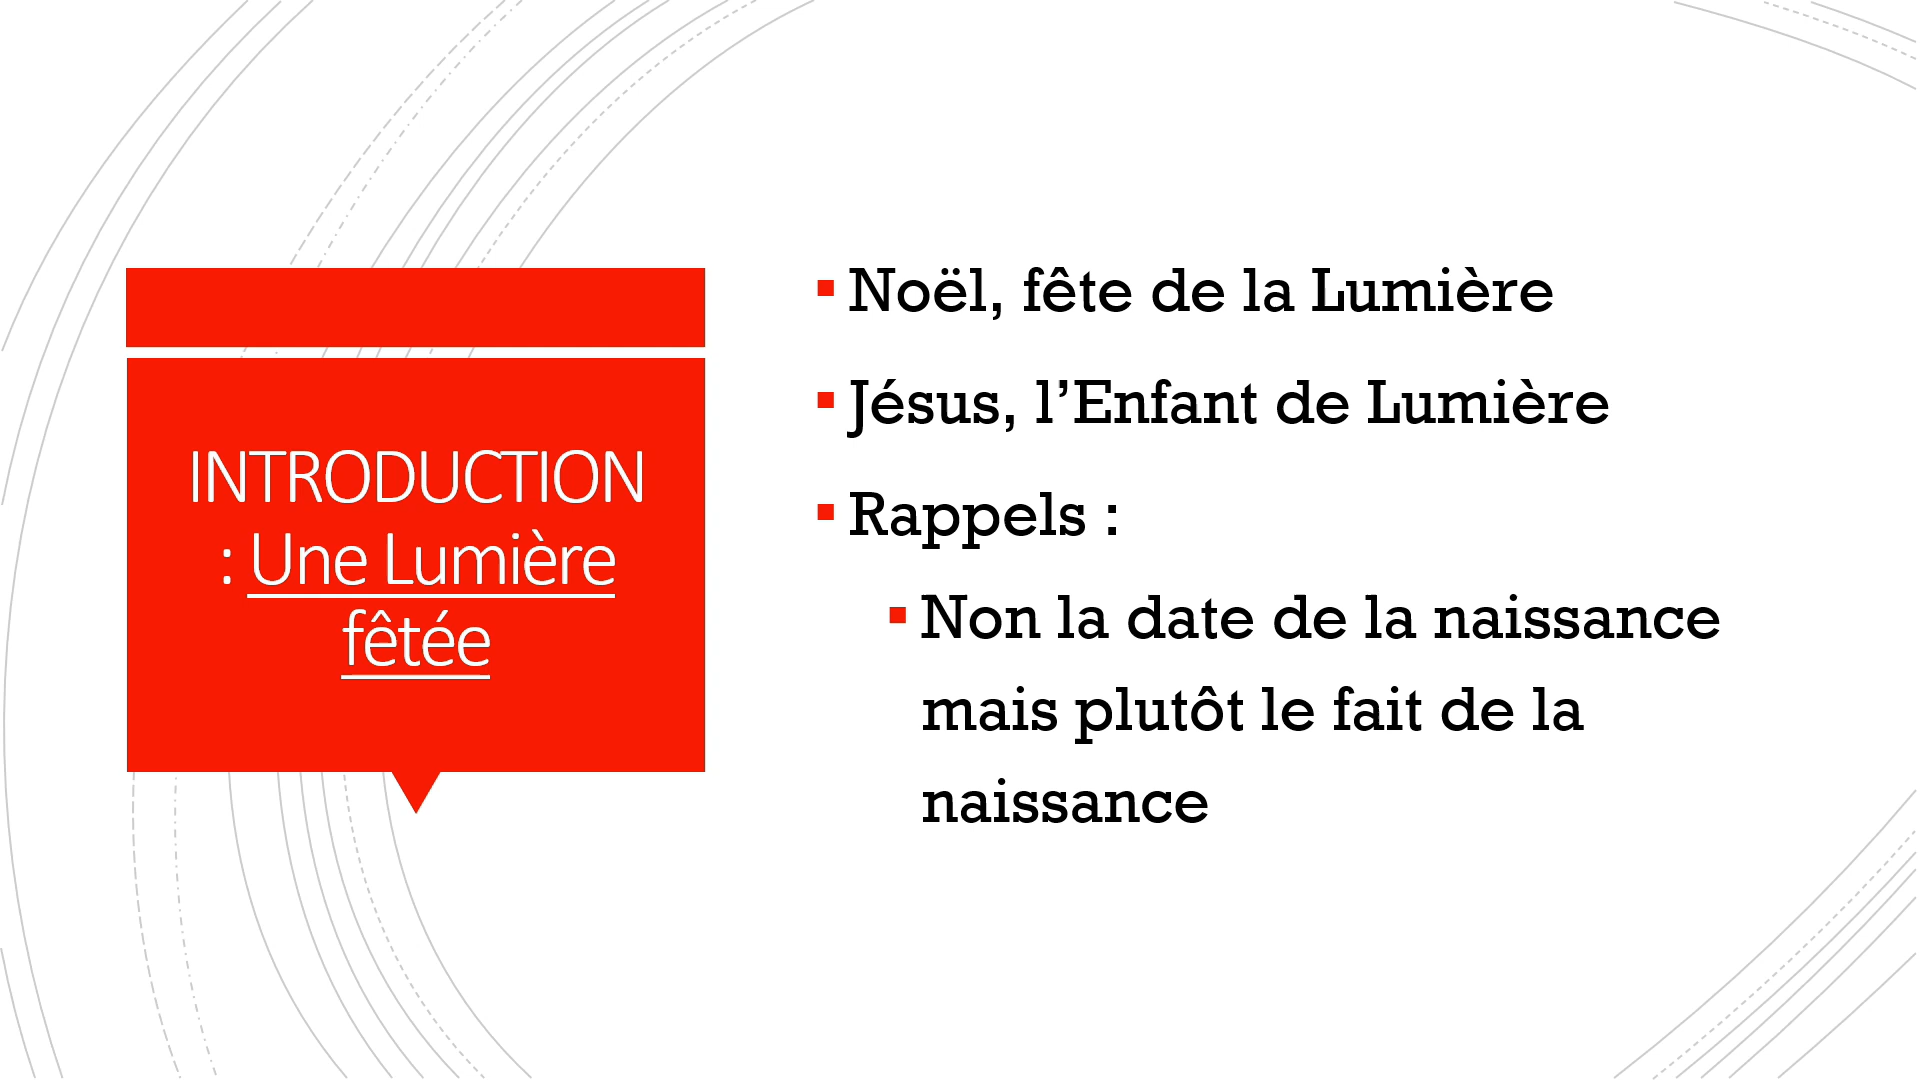 INTRODUCTION
: Une Lumière
fêtée
▪ Noël, fête de la Lumière
▪ Jésus, l’Enfant de Lumière
▪ Rappels :
▪ Non la date de la naissance
mais plutôt le fait de la
naissance